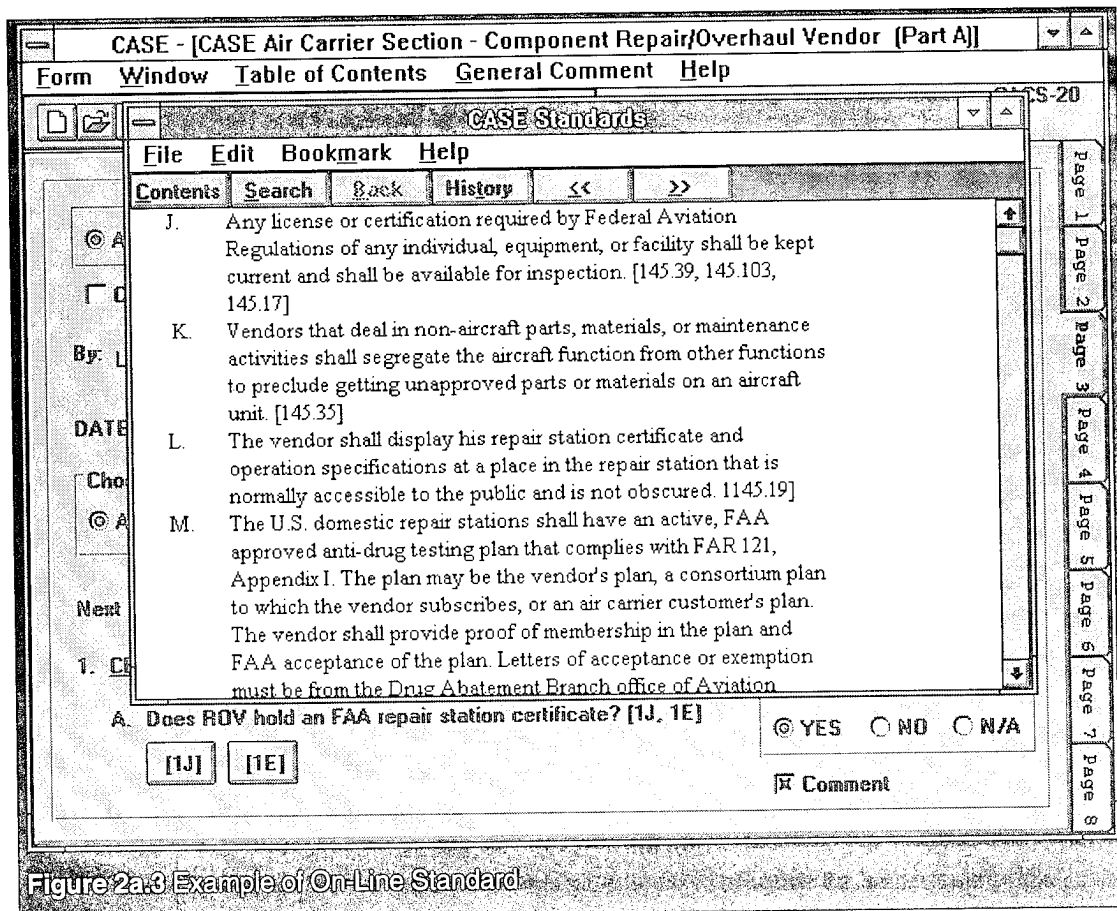 CASE - [CASE Air Carrier Section - Component Repair/Overhaul Vendor (Part A)]
Form Window Table of Contents General Comment Help
CASE Standards
File Edit Bookmark Help
Contents Search Back History << >>
J. Any license or certification required by Federal Aviation
Regulations of any individual, equipment, or facility shall be kept
current and shall be available for inspection. [145.39, 145.103,
145.17]
K. Vendors that deal in non-aircraft parts, materials, or maintenance
activities shall segregate the aircraft function from other functions
to preclude getting unapproved parts or materials on an aircraft
unit. [145.35]
L. The vendor shall display his repair station certificate and
operation specifications at a place in the repair station that is
normally accessible to the public and is not obscured. 1145.19]
M. The U.S. domestic repair stations shall have an active, FAA
approved anti-drug testing plan that complies with FAR 121,
Appendix I. The plan may be the vendor's plan, a consortium plan
to which the vendor subscribes, or an air carrier customer's plan.
The vendor shall provide proof of membership in the plan and
FAA acceptance of the plan. Letters of acceptance or exemption
must be from the Drug Abatement Branch office of Aviation
By:
DATE
Next
1.
A. Does ROV hold an FAA repair station certificate? [1J, 1E]
[1J] [1E]
YES NO N/A
Comment
Page 1
Page 2
Page 3
Page 4
Page 5
Page 6
Page 7
Page 8
Figure 2a.3 Example of On-Line Standard